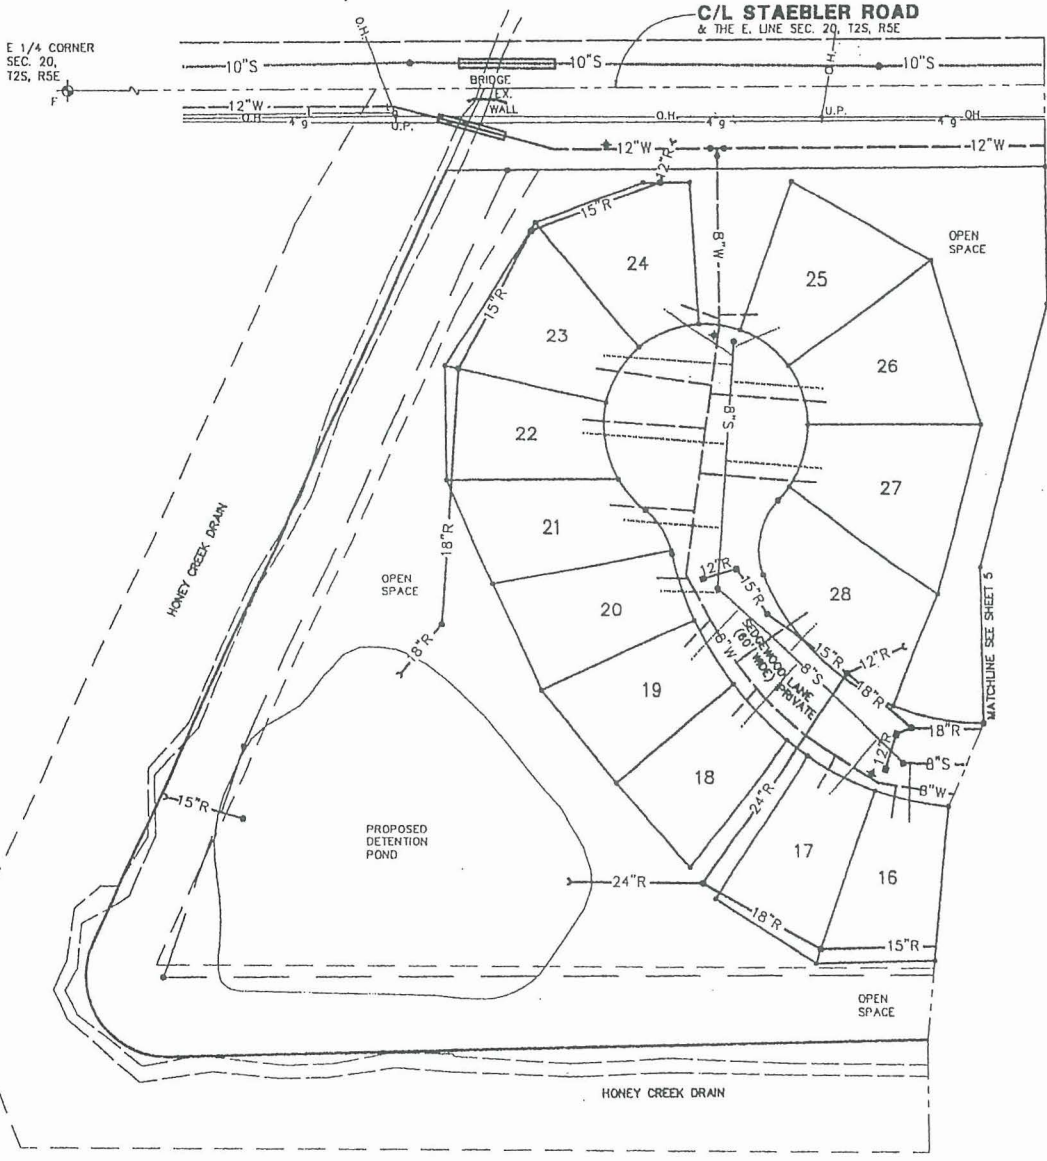 C/L STAEBLER ROAD
& THE E. LINE SEC. 20, T2S, R5E
E 1/4 CORNER
SEC. 20,
T2S, R5E
F
O.H.
O.H.
10"S
10"S
10"S
BRIDGE
EX.
WALL
12"W
O.H.
U.P.
O.H.
U.P.
OH
12"W
12"W
12"R
15"R
8"W
OPEN
SPACE
24
25
15"R
23
26
8"S
22
27
21
18"R
HONEY CREEK DRAIN
OPEN
SPACE
12"R
15"R
28
20
SEDGEWOOD LANE
(60' WIDE)
PRIVATE
8"W
8"S
15"R
12"R
18"R
MATCHLINE SEE SHEET 5
18"R
19
18"R
12"R
8"S
8"W
18
24"R
15"R
PROPOSED
DETENTION
POND
17
16
24"R
18"R
15"R
OPEN
SPACE
HONEY CREEK DRAIN